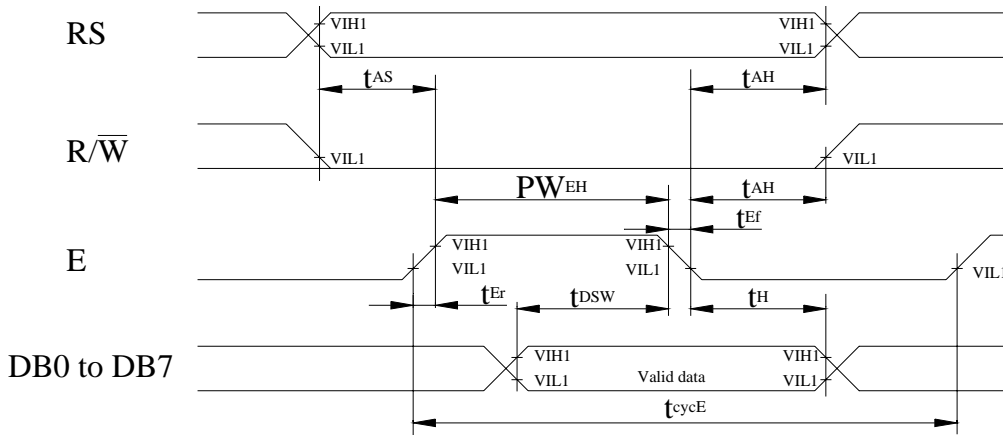 RS
VIH1 VIH1
VIL1 VIL1
tAS tAH
R/W̅
VIL1 VIL1
PWEH tAH
tEf
E
VIH1 VIH1
VIL1 VIL1 VIL1
tEr tDSW tH
DB0 to DB7
VIH1 VIH1
VIL1 Valid data VIL1
tcycE